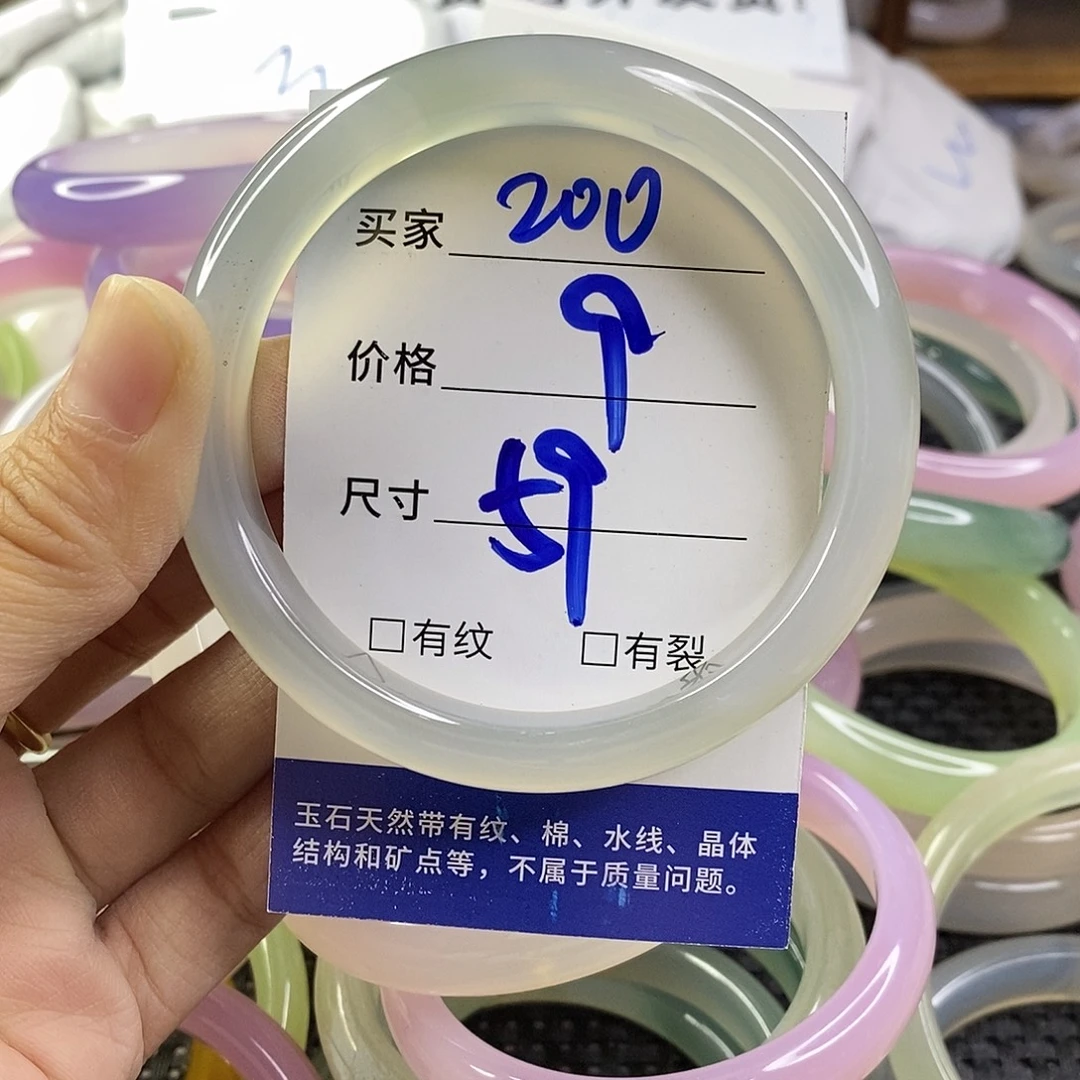 买家 200
价格 9
尺寸 59
□有纹 □有裂
玉石天然带有纹、棉、水线、晶体
结构和矿点等，不属于质量问题。